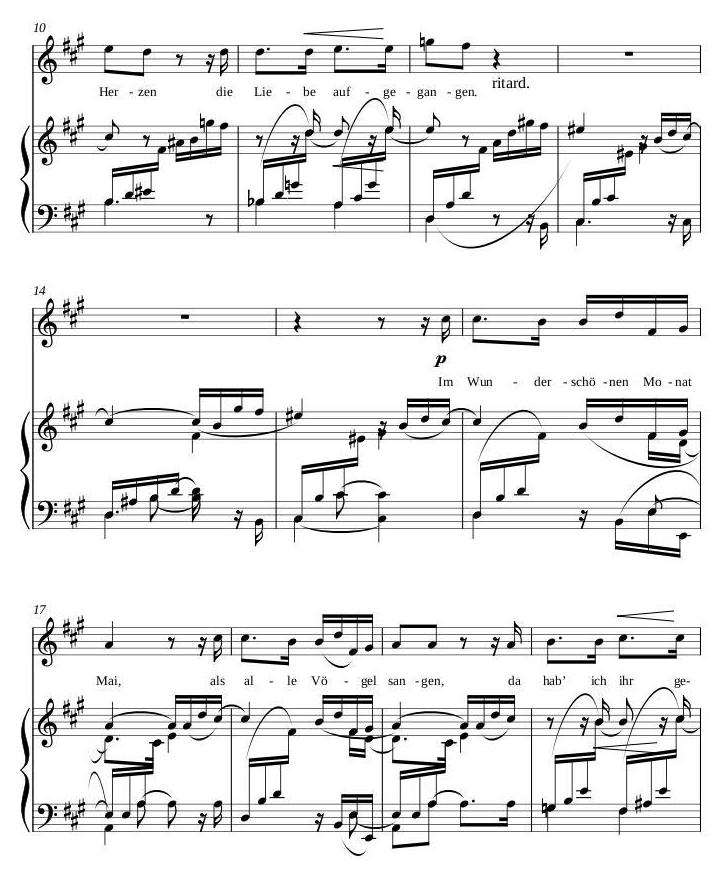 10
Her - zen die Lie - be auf - ge - gan - gen.
ritard.
14
p
Im Wun - der - schö - nen Mo - nat
17
Mai, als al - le Vö - gel san - gen, da hab’ ich ihr ge-